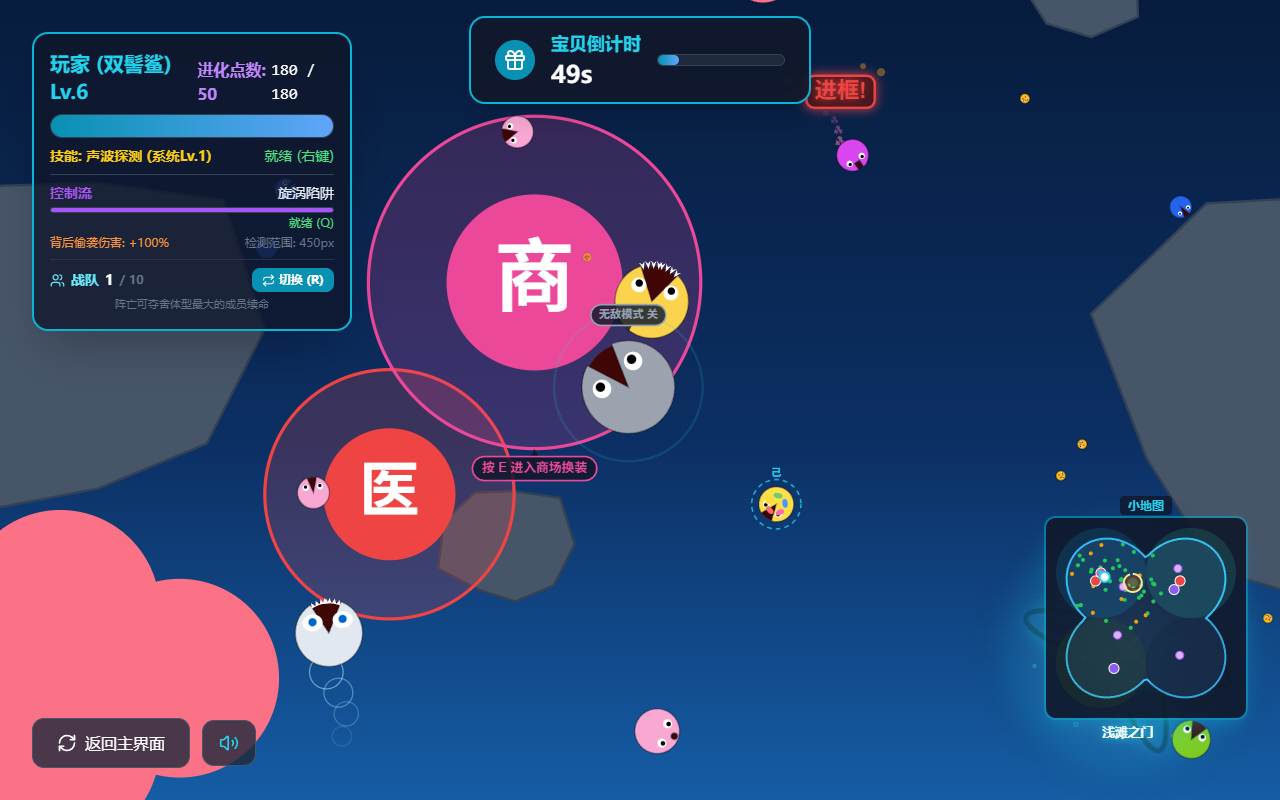 玩家 (双髻鲨)
Lv.6
进化点数: 180 /
50 180
技能: 声波探测 (系统Lv.1) 就绪 (右键)
控制流 旋涡陷阱
就绪 (Q)
背后偷袭伤害: +100% 检测范围: 450px
战队 1 / 10 切换 (R)
阵亡可夺舍体型最大的成员续命
宝贝倒计时
49s
进框!
商
无敌模式 关
医
按 E 进入商场换装
己
小地图
浅滩之门
返回主界面